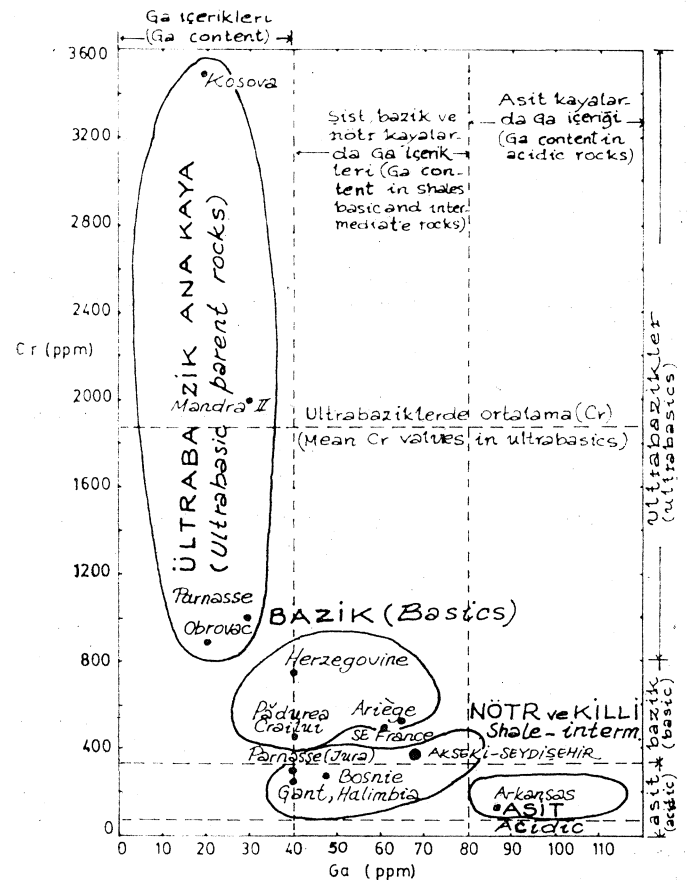 Ga içerikleri
(Ga content)
3600
3200
2800
2400
Cr (ppm)
2000
1600
1200
800
400
0
Kosova
Şist, bazik ve
nötr kayalar-
da Ga içerik-
leri (Ga con-
tent in shales
basic and inter-
mediate rocks)
Asit kayalar-
da Ga içeriği
(Ga content in
acidic rocks)
ÜLTRABAZİK ANA KAYA
(Ultrabasic parent rocks)
Mandra II
Ultrabaziklerde ortalama (Cr)
(Mean Cr values in ultrabasics)
Ultrabazikler
(ultrabasics)
Parnasse
Obrovac
BAZİK (Basics)
Herzegovine
Pădurea
Craiului
Ariège
SE France
NÖTR ve KİLLİ
Shale-interm.
Parnasse (Jura)
AKSEKİ-SEYDİŞEHİR
Bosnie
Gant, Halimbia
Arkansas
ASİT
Acidic
bazik
(basic)
asit
(acidic)
0 10 20 30 40 50 60 70 80 90 100 110
Ga (ppm)